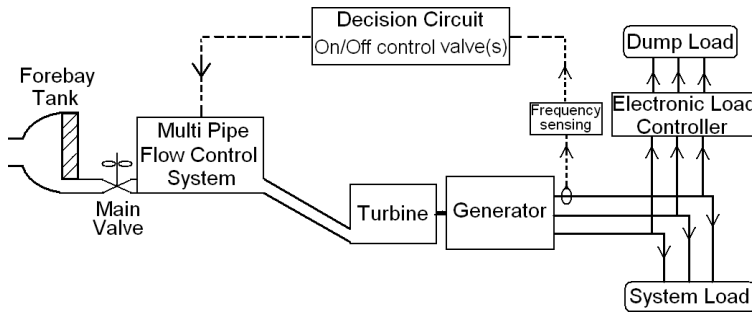 Decision Circuit
On/Off control valve(s)
Dump Load
Forebay
Tank
Frequency
sensing
Electronic Load
Controller
Multi Pipe
Flow Control
System
Main
Valve
Turbine
Generator
System Load